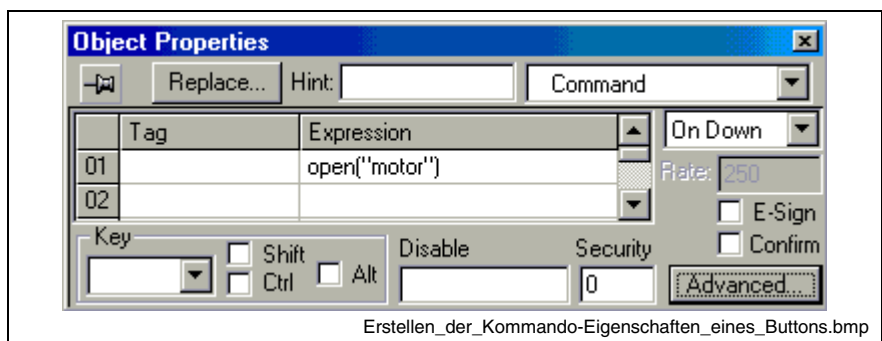 Object Properties
Replace... Hint: Command
Tag Expression On Down
01 open("motor")
Rate: 250
02
E-Sign
Key Shift Disable Security Confirm
Ctrl Alt 0 Advanced...
Erstellen_der_Kommando-Eigenschaften_eines_Buttons.bmp